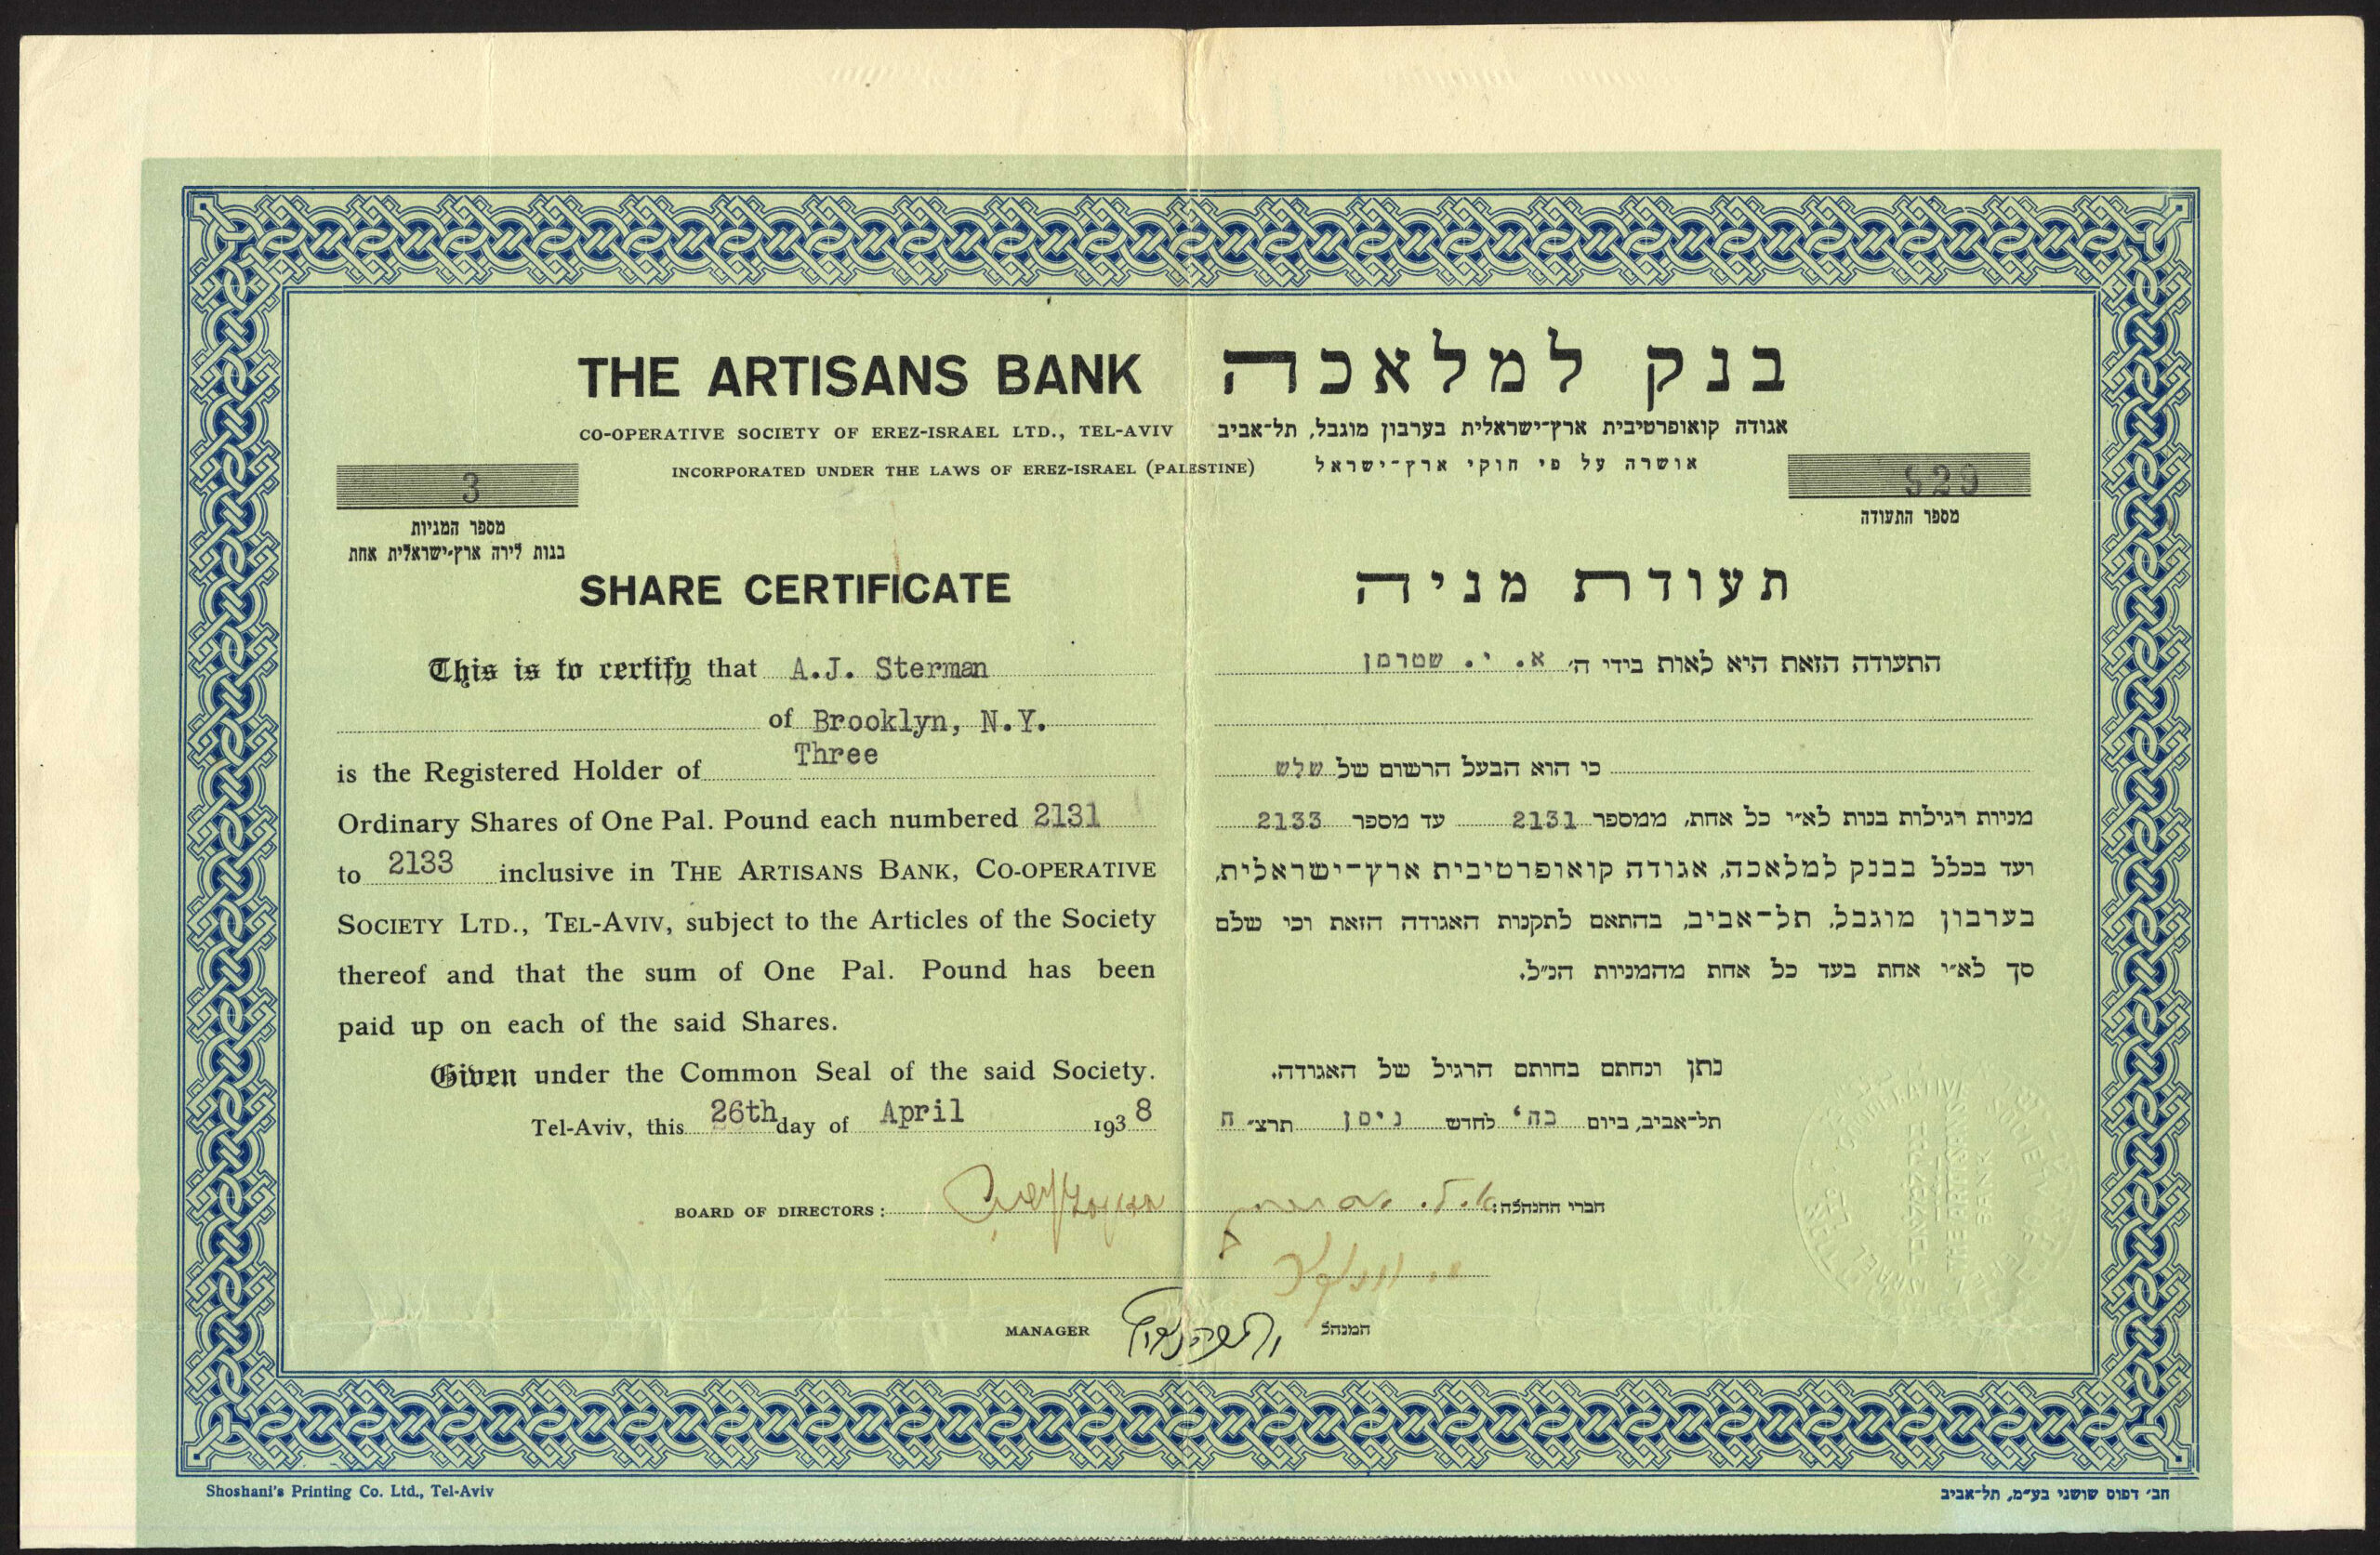 THE ARTISANS BANK
CO-OPERATIVE SOCIETY OF EREZ-ISRAEL LTD., TEL-AVIV
INCORPORATED UNDER THE LAWS OF EREZ-ISRAEL (PALESTINE)
3
מספר המניות
בנות לירה ארץ-ישראלית אחת
SHARE CERTIFICATE
This is to certify that A.J. Sterman
of Brooklyn, N.Y.
is the Registered Holder of Three
Ordinary Shares of One Pal. Pound each numbered 2131
to 2133 inclusive in THE ARTISANS BANK, CO-OPERATIVE
SOCIETY LTD., TEL-AVIV, subject to the Articles of the Society
thereof and that the sum of One Pal. Pound has been
paid up on each of the said Shares.
Given under the Common Seal of the said Society.
Tel-Aviv, this 26th day of April 1938
BOARD OF DIRECTORS:
MANAGER
בנק למלאכה
אגודה קואופרטיבית ארץ־ישראלית בערבון מוגבל, תל־אביב
אושרה על פי חוקי ארץ־ישראל
529
מספר התעודה
תעודת מניה
התעודה הזאת היא לאות בידי ה' א. י. שטרמן
כי הוא הבעל הרשום של שלש
מניות רגילות בנות לא״י כל אחת, ממספר 2131 עד מספר 2133
ועד בכלל בבנק למלאכה, אגודה קואופרטיבית ארץ־ישראלית,
בערבון מוגבל, תל־אביב, בהתאם לתקנות האגודה הזאת וכי שלם
סך לא״י אחת בעד כל אחת מהמניות הנ״ל.
נתן ונחתם בחותם הרגיל של האגודה.
תל־אביב, ביום כה' לחדש ניסן תרצ״ח
חברי ההנהלה:
המנהל
THE ARTISANS BANK
Shoshani's Printing Co. Ltd., Tel-Aviv
חב' דפוס שושני בע״מ, תל־אביב